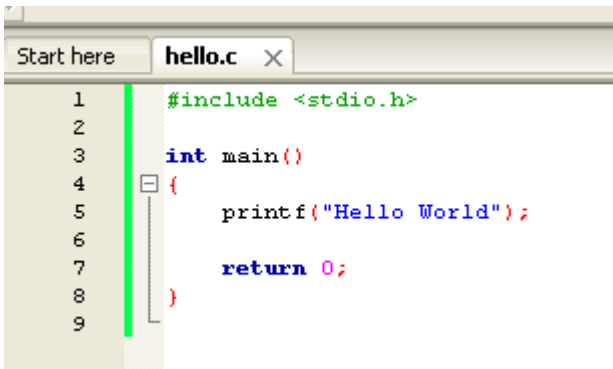 Start here hello.c
1 #include <stdio.h>
2
3 int main()
4 {
5 printf("Hello World");
6
7 return 0;
8 }
9